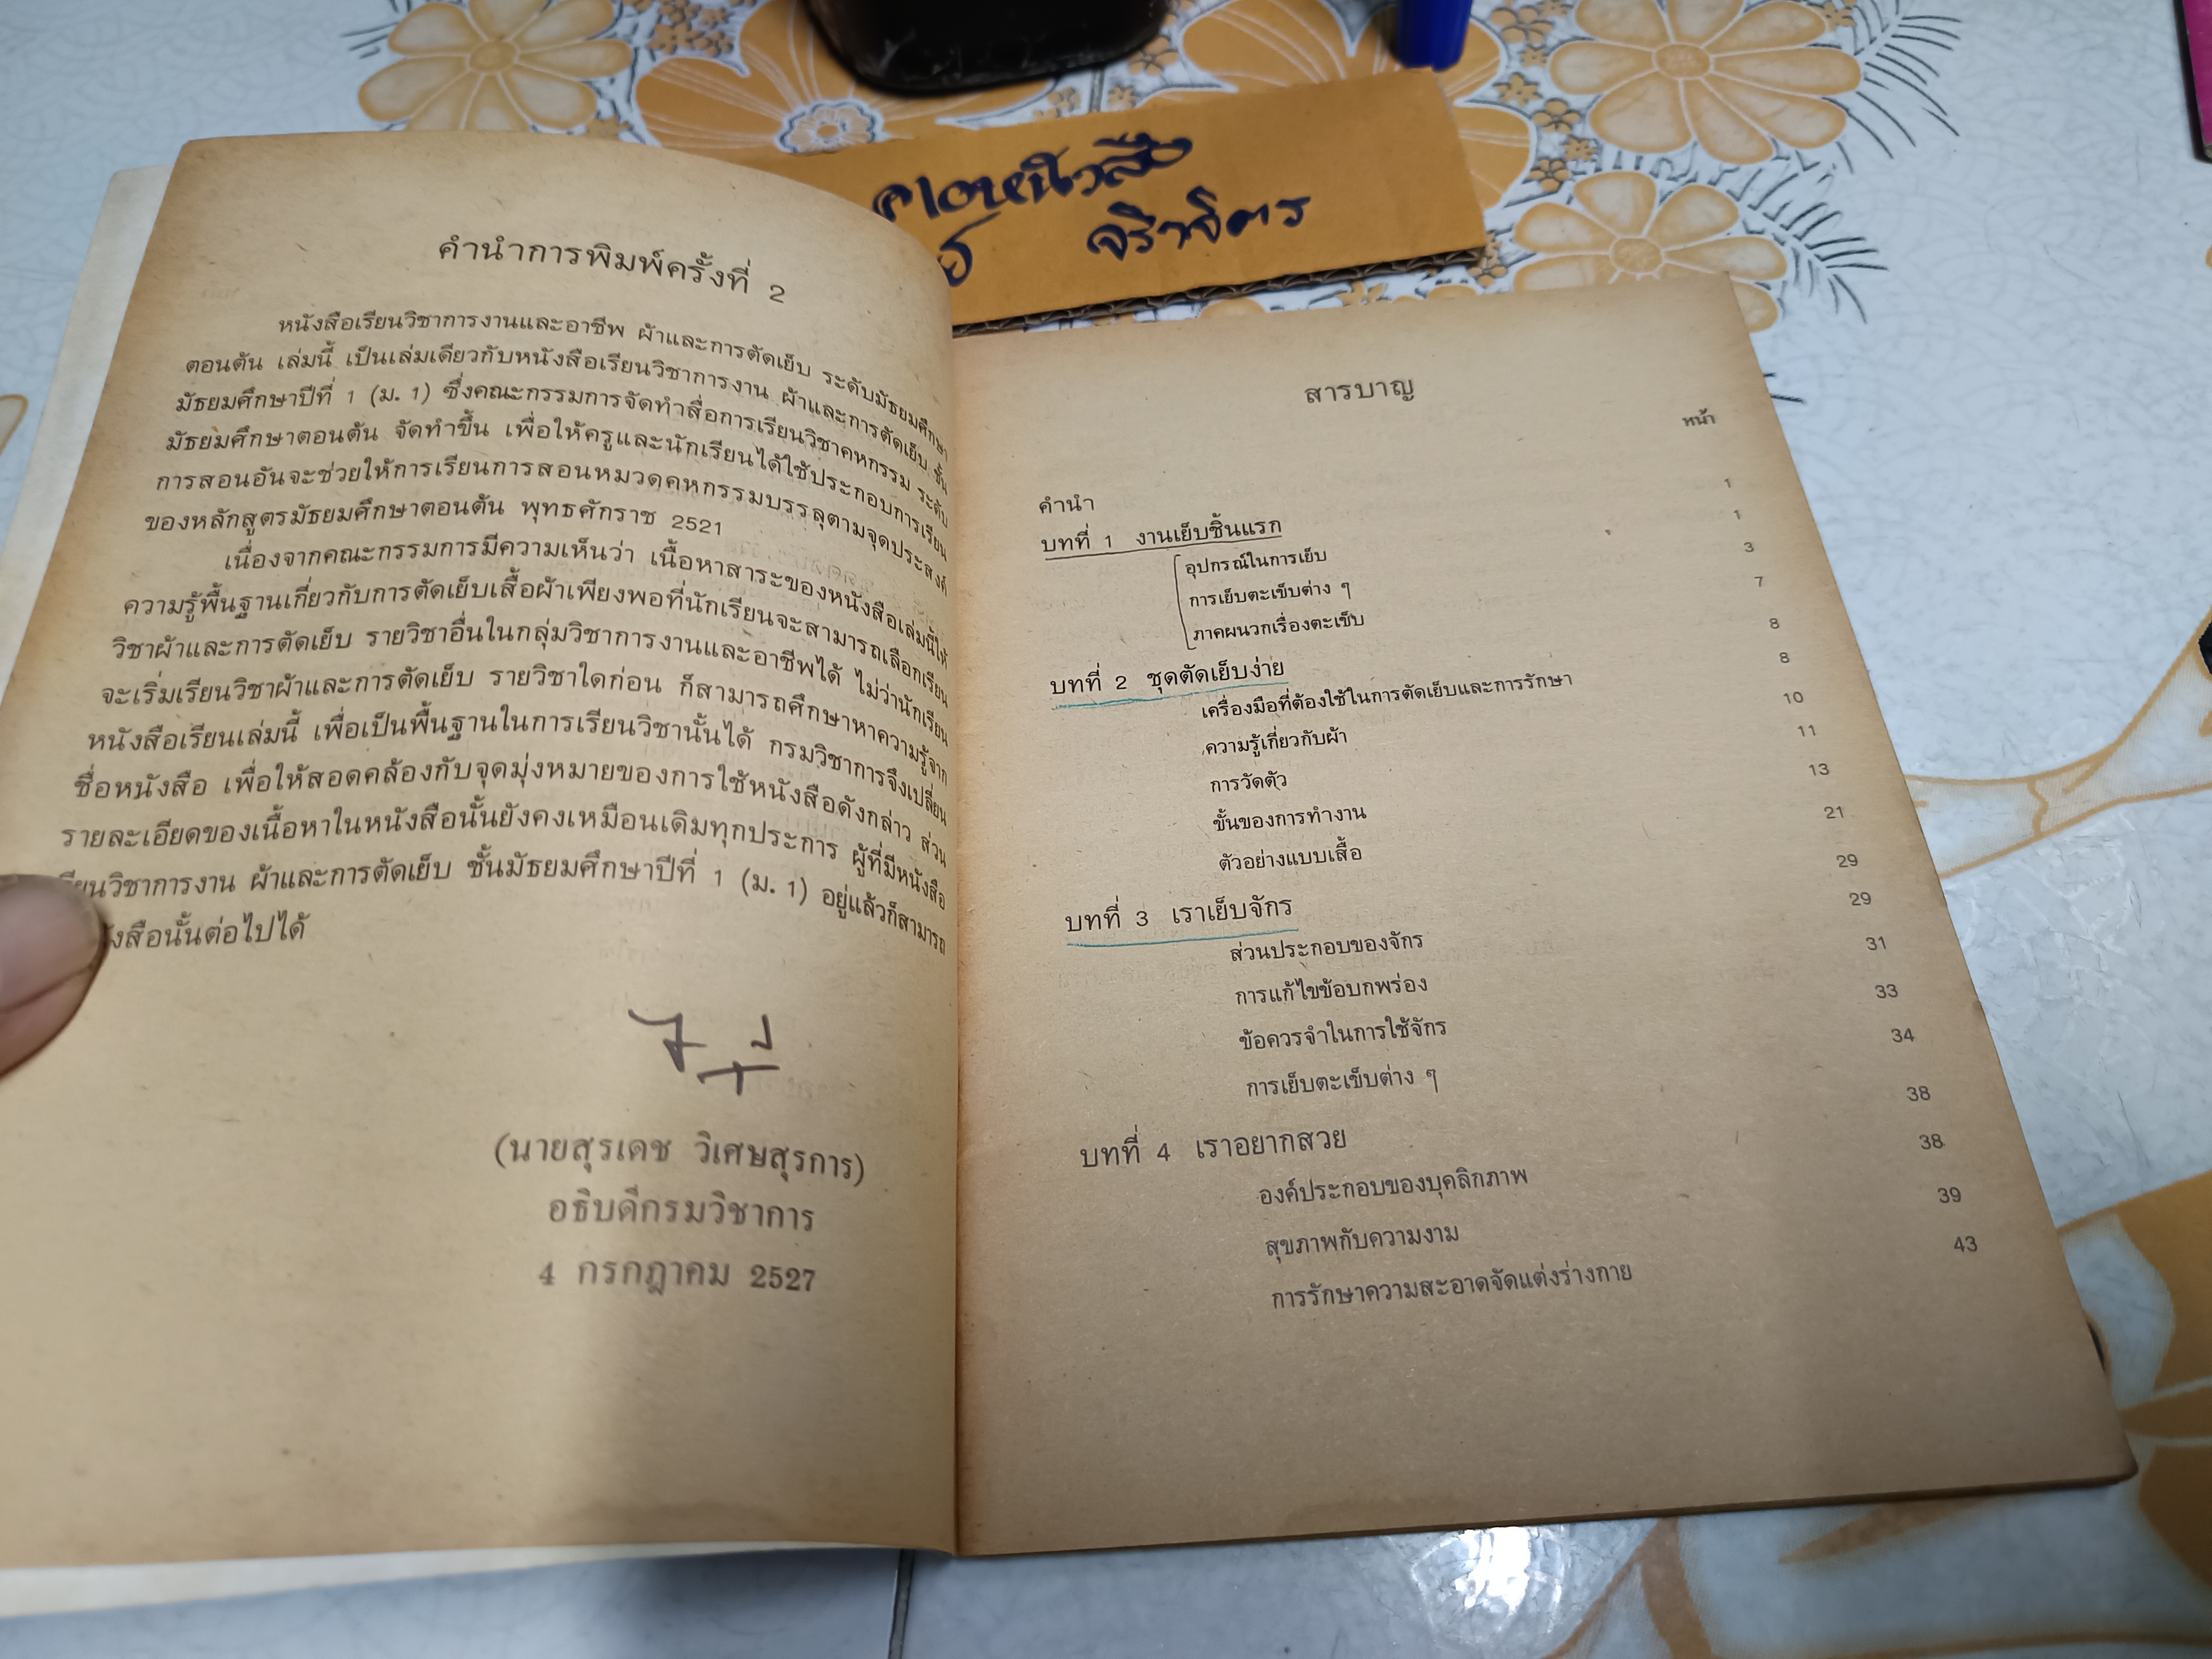 คำนำการพิมพ์ครั้งที่ 2
หนังสือเรียนวิชาการงานและอาชีพ ผ้าและการตัดเย็บ ระดับมัธยมศึกษา
ตอนต้น เล่มนี้ เป็นเล่มเดียวกับหนังสือเรียนวิชาการงาน ผ้าและการตัดเย็บ ชั้น
มัธยมศึกษาปีที่ 1 (ม. 1) ซึ่งคณะกรรมการจัดทำสื่อการเรียนวิชาคหกรรม ระดับ
มัธยมศึกษาตอนต้น จัดทำขึ้น เพื่อให้ครูและนักเรียนได้ใช้ประกอบการเรียน
การสอนอันจะช่วยให้การเรียนการสอนหมวดคหกรรมบรรลุตามจุดประสงค์
ของหลักสูตรมัธยมศึกษาตอนต้น พุทธศักราช 2521
เนื่องจากคณะกรรมการมีความเห็นว่า เนื้อหาสาระของหนังสือเล่มนี้ให้
ความรู้พื้นฐานเกี่ยวกับการตัดเย็บเสื้อผ้าเพียงพอที่นักเรียนจะสามารถเลือกเรียน
วิชาผ้าและการตัดเย็บ รายวิชาอื่นในกลุ่มวิชาการงานและอาชีพได้ ไม่ว่านักเรียน
จะเริ่มเรียนวิชาผ้าและการตัดเย็บ รายวิชาใดก่อน ก็สามารถศึกษาหาความรู้จาก
หนังสือเรียนเล่มนี้ เพื่อเป็นพื้นฐานในการเรียนวิชานั้นได้ กรมวิชาการจึงเปลี่ยน
ชื่อหนังสือ เพื่อให้สอดคล้องกับจุดมุ่งหมายของการใช้หนังสือดังกล่าว ส่วน
รายละเอียดของเนื้อหาในหนังสือนั้นยังคงเหมือนเดิมทุกประการ ผู้ที่มีหนังสือ
เรียนวิชาการงาน ผ้าและการตัดเย็บ ชั้นมัธยมศึกษาปีที่ 1 (ม. 1) อยู่แล้วก็สามารถ
สือนั้นต่อไปได้
(นายสุรเดช วิเศษสุรการ)
อธิบดีกรมวิชาการ
4 กรกฎาคม 2527
จิราจิตร
สารบาญ
หน้า
คำนำ
บทที่ 1 งานเย็บชิ้นแรก 1
อุปกรณ์ในการเย็บ 1
การเย็บตะเข็บต่าง ๆ 3
ภาคผนวกเรื่องตะเข็บ 7
บทที่ 2 ชุดตัดเย็บง่าย 8
เครื่องมือที่ต้องใช้ในการตัดเย็บและการรักษา 8
ความรู้เกี่ยวกับผ้า 10
การวัดตัว 11
ขั้นของการทำงาน 13
ตัวอย่างแบบเสื้อ 21
บทที่ 3 เราเย็บจักร 29
ส่วนประกอบของจักร 29
การแก้ไขข้อบกพร่อง 31
ข้อควรจำในการใช้จักร 33
การเย็บตะเข็บต่าง ๆ 34
บทที่ 4 เราอยากสวย 38
องค์ประกอบของบุคลิกภาพ 38
สุขภาพกับความงาม 39
การรักษาความสะอาดจัดแต่งร่างกาย 43